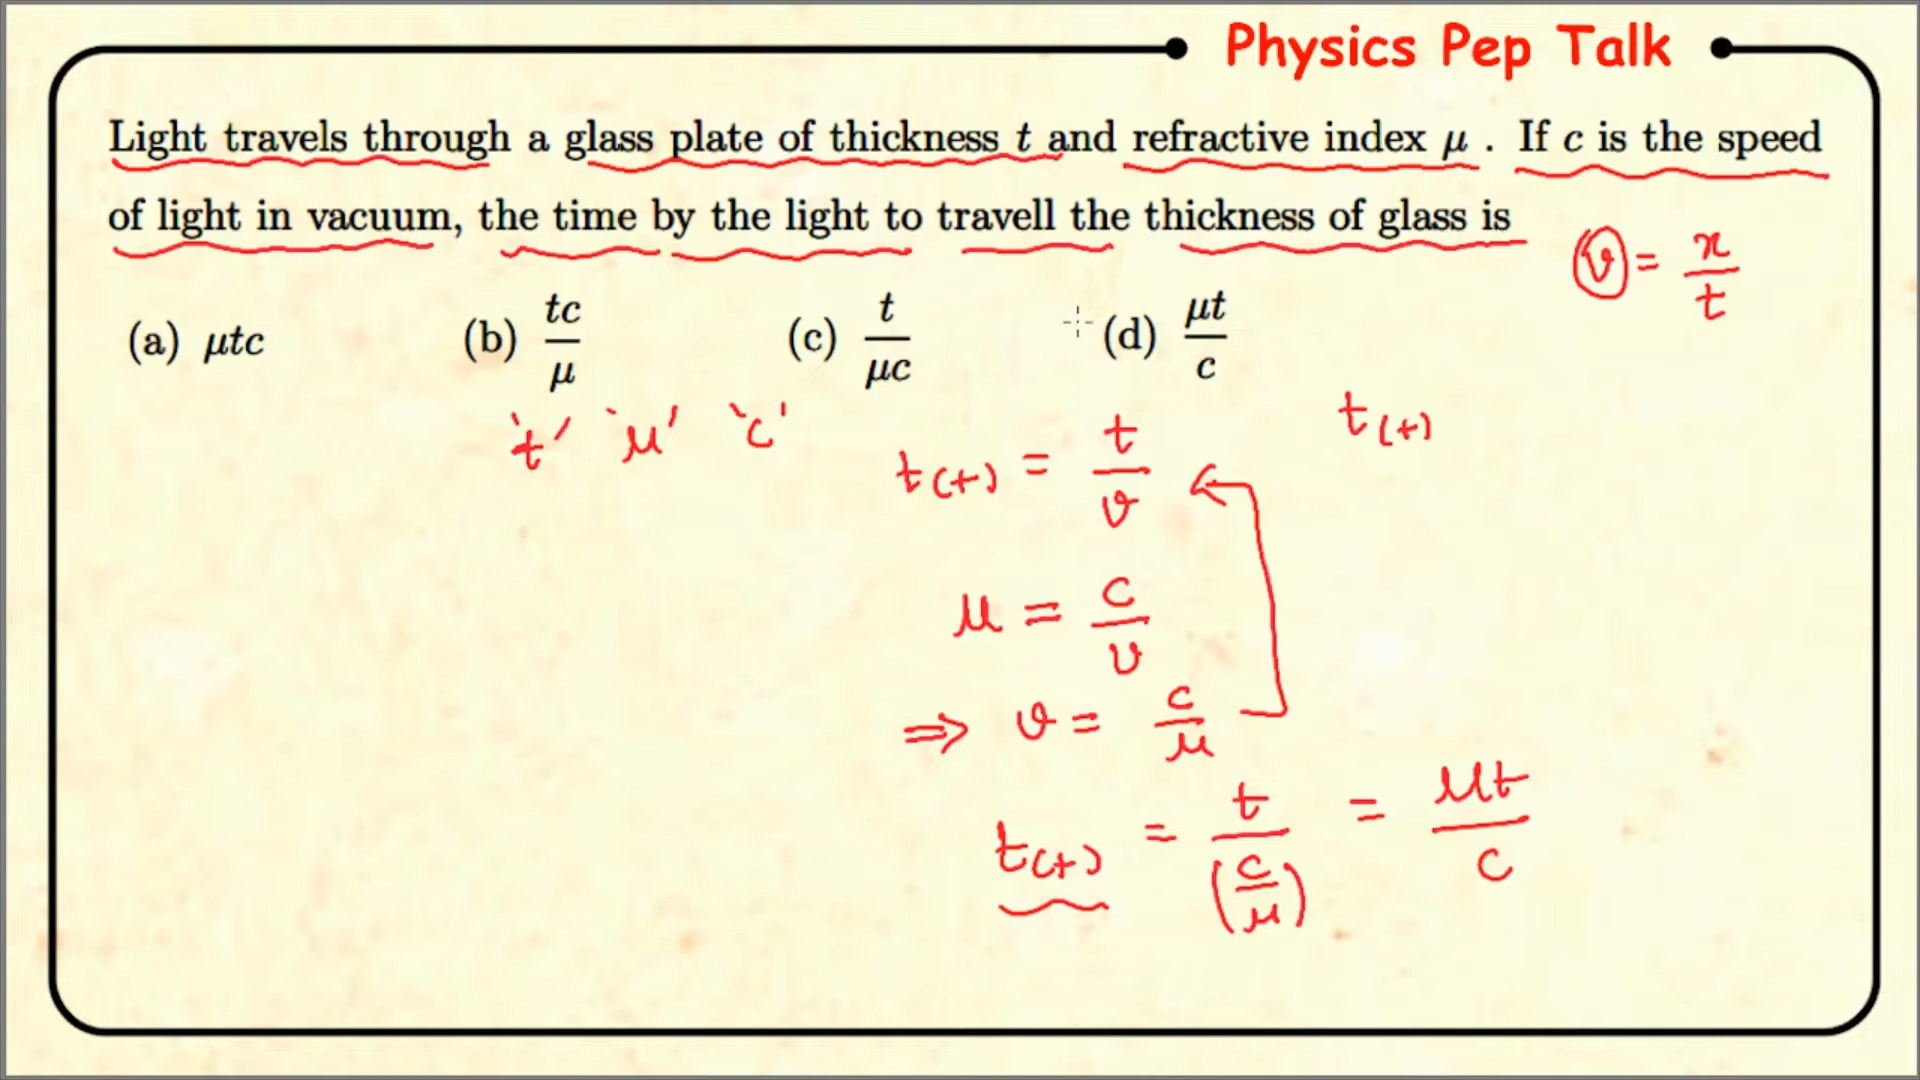 Physics Pep Talk
Light travels through a glass plate of thickness t and refractive index μ . If c is the speed
of light in vacuum, the time by the light to travell the thickness of glass is
v = x/t
(a) μtc (b) tc/μ (c) t/μc (d) μt/c
't' 'μ' 'c'
t(t) = t/v
t(t)
μ = c/v
⇒ v = c/μ
t(t) = t/(c/μ) = μt/c